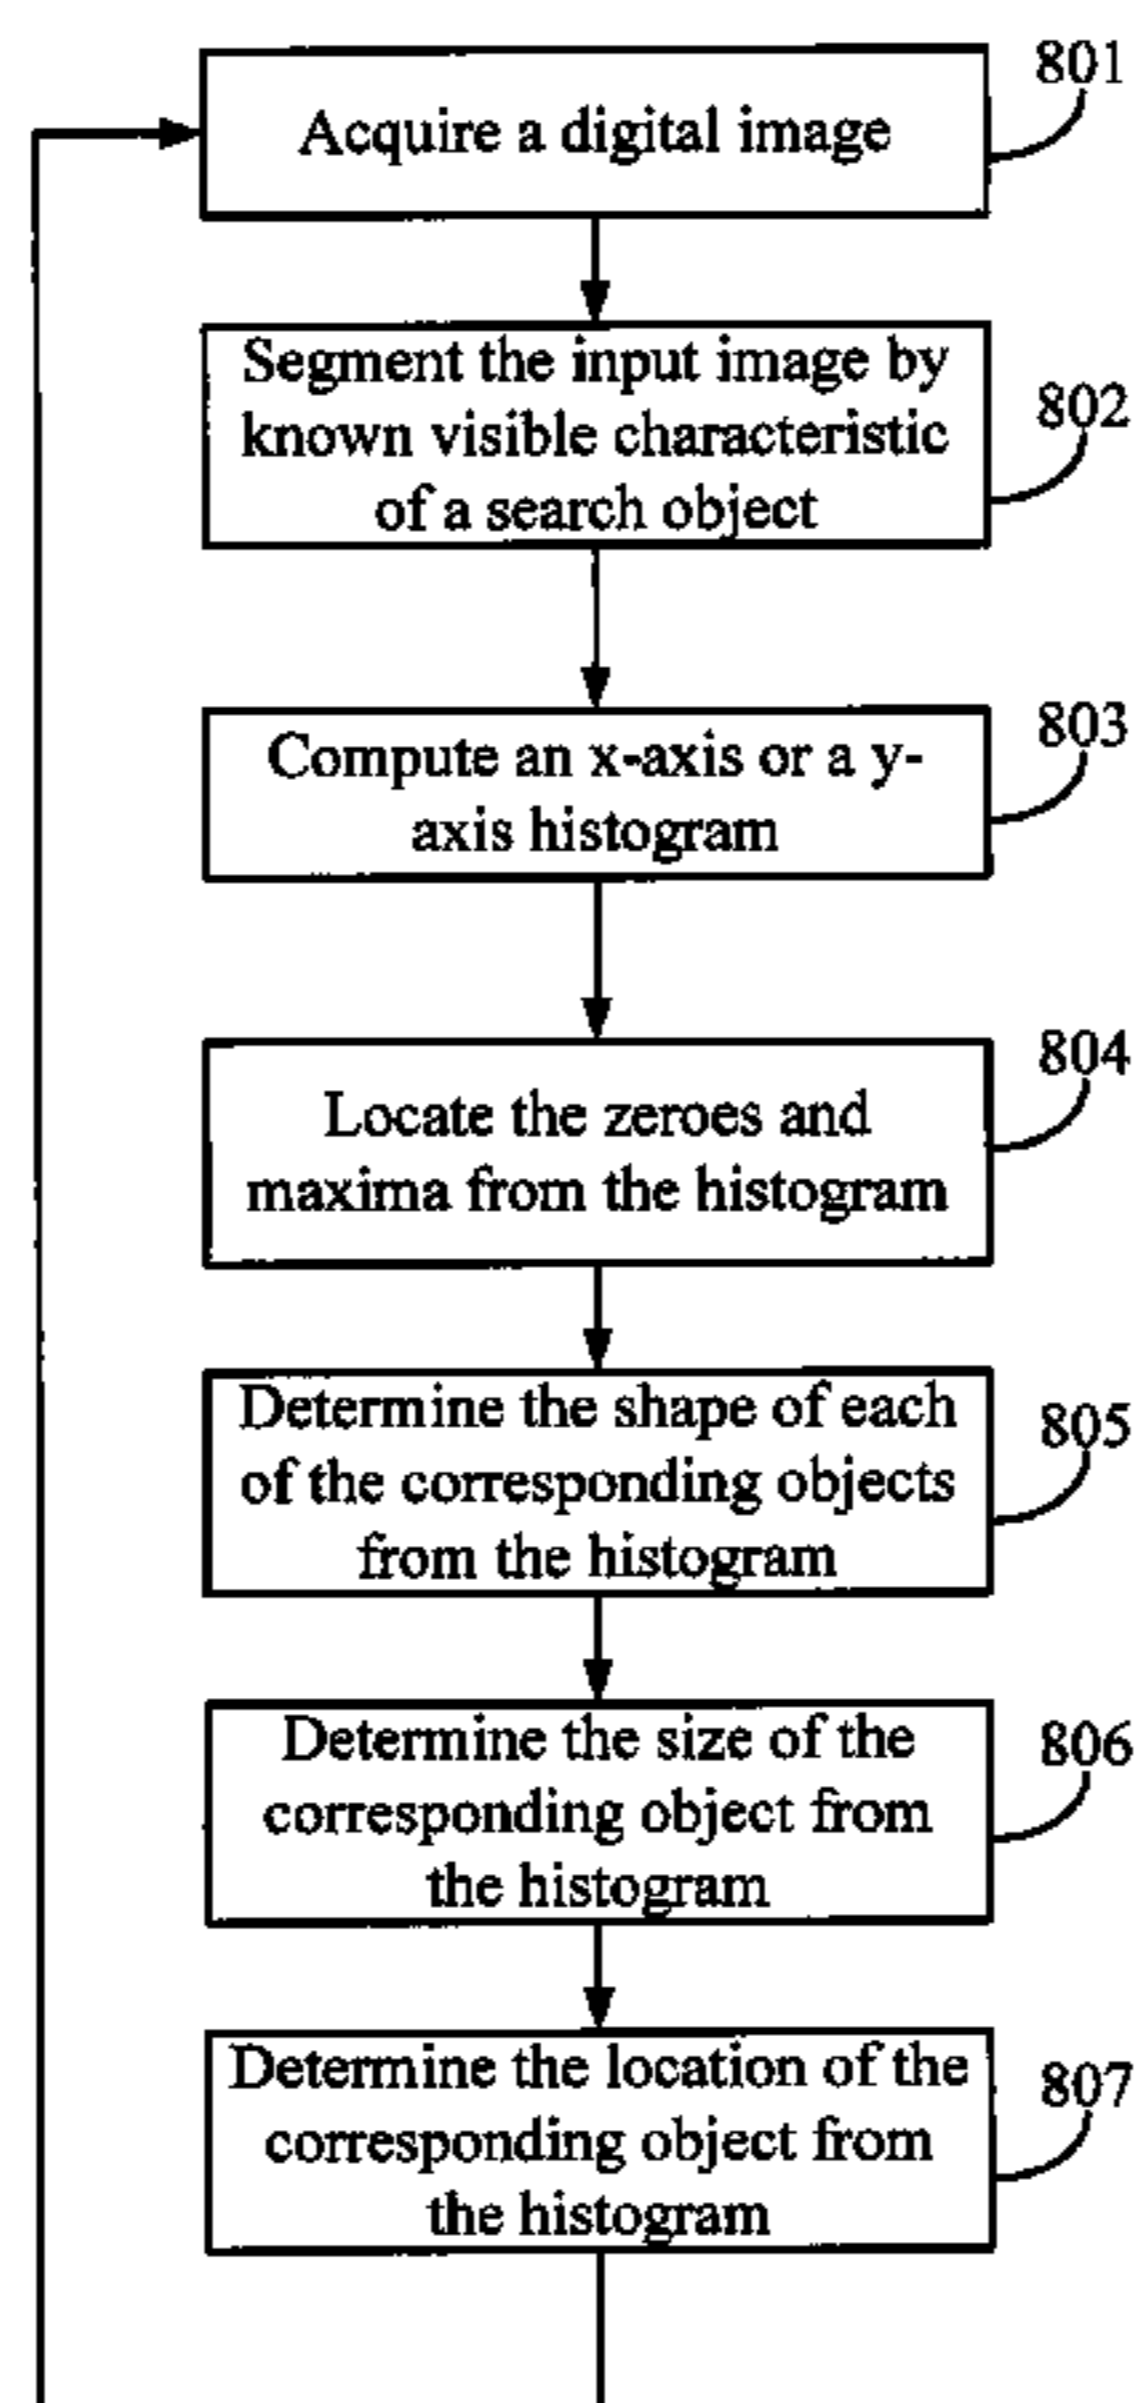 801
Acquire a digital image
Segment the input image by
known visible characteristic
of a search object
802
Compute an x-axis or a y-
axis histogram
803
Locate the zeroes and
maxima from the histogram
804
Determine the shape of each
of the corresponding objects
from the histogram
805
Determine the size of the
corresponding object from
the histogram
806
Determine the location of the
corresponding object from
the histogram
807